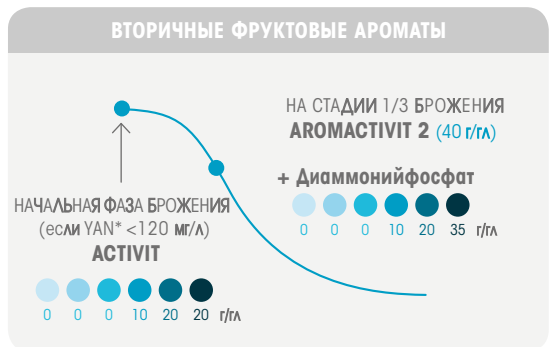 ВТОРИЧНЫЕ ФРУКТОВЫЕ АРОМАТЫ
НА СТАДИИ 1/3 БРОЖЕНИЯ
AROMACTIVIT 2 (40 г/гл)
+ Диаммонийфосфат
0 0 0 10 20 35 г/гл
НАЧАЛЬНАЯ ФАЗА БРОЖЕНИЯ
(если YAN* <120 мг/л)
ACTIVIT
0 0 0 10 20 20 г/гл